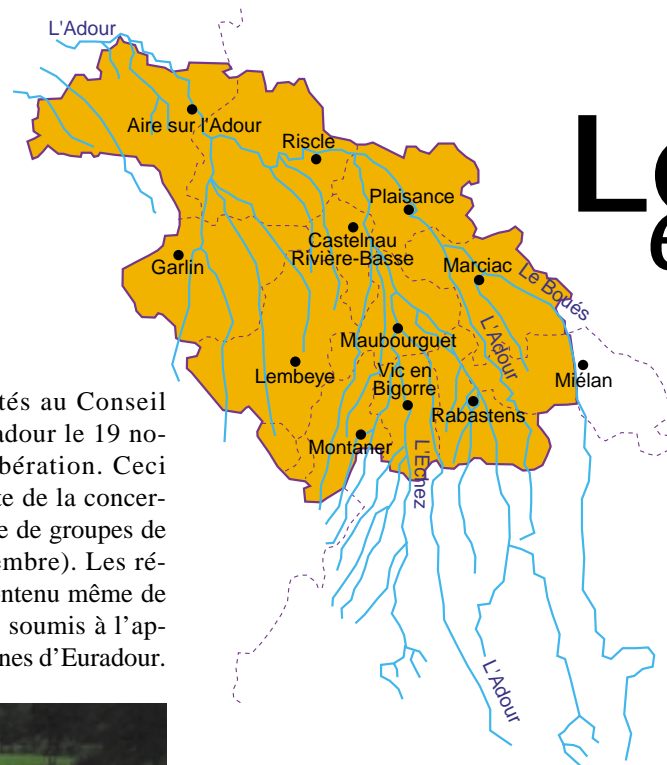 L'Adour
Aire sur l'Adour
Riscle
Plaisance
Castelnau
Rivière-Basse
Garlin
Marciac
Le Boués
L'Adour
Maubourguet
Lembeye
Vic en
Bigorre
Miélan
Rabastens
Montaner
L'Echez
L'Adour
tés au Conseil
adour le 19 no-
bération. Ceci
te de la concer-
e de groupes de
embre). Les ré-
ontenu même de
soumis à l'ap-
nes d'Euradour.